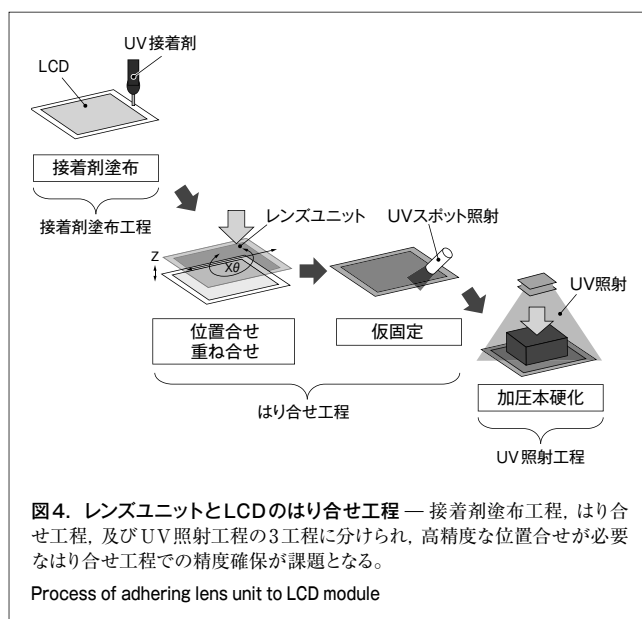 UV接着剤
LCD
接着剤塗布
接着剤塗布工程
レンズユニット
UVスポット照射
Z
Xθ
位置合せ
重ね合せ
仮固定
はり合せ工程
UV照射
加圧本硬化
UV照射工程
図4. レンズユニットとLCDのはり合せ工程 — 接着剤塗布工程, はり合
せ工程, 及びUV照射工程の3工程に分けられ, 高精度な位置合せが必要
なはり合せ工程での精度確保が課題となる。
Process of adhering lens unit to LCD module